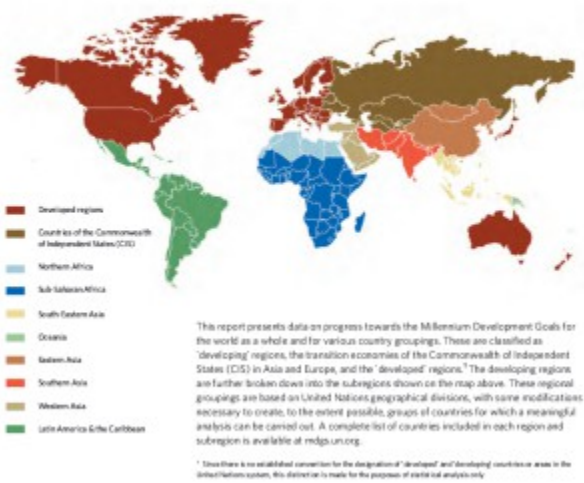 Developed regions
Countries of the Commonwealth
of Independent States (CIS)
Northern Africa
Sub-Saharan Africa
South-Eastern Asia
Oceania
Eastern Asia
Southern Asia
Western Asia
Latin America & the Caribbean
This report presents data on progress towards the Millennium Development Goals for
the world as a whole and for various country groupings. These are classified as
‘developing’ regions, the transition economies of the Commonwealth of Independent
States (CIS) in Asia and Europe, and the ‘developed’ regions.¹ The developing regions
are further broken down into the subregions shown on the map above. These regional
groupings are based on United Nations geographical divisions, with some modifications
necessary to create, to the extent possible, groups of countries for which a meaningful
analysis can be carried out. A complete list of countries included in each region and
subregion is available at mdgs.un.org.
¹ Since there is no established convention for the designation of ‘developed’ and ‘developing’ countries or areas in the
United Nations system, this distinction is made for the purposes of statistical analysis only.